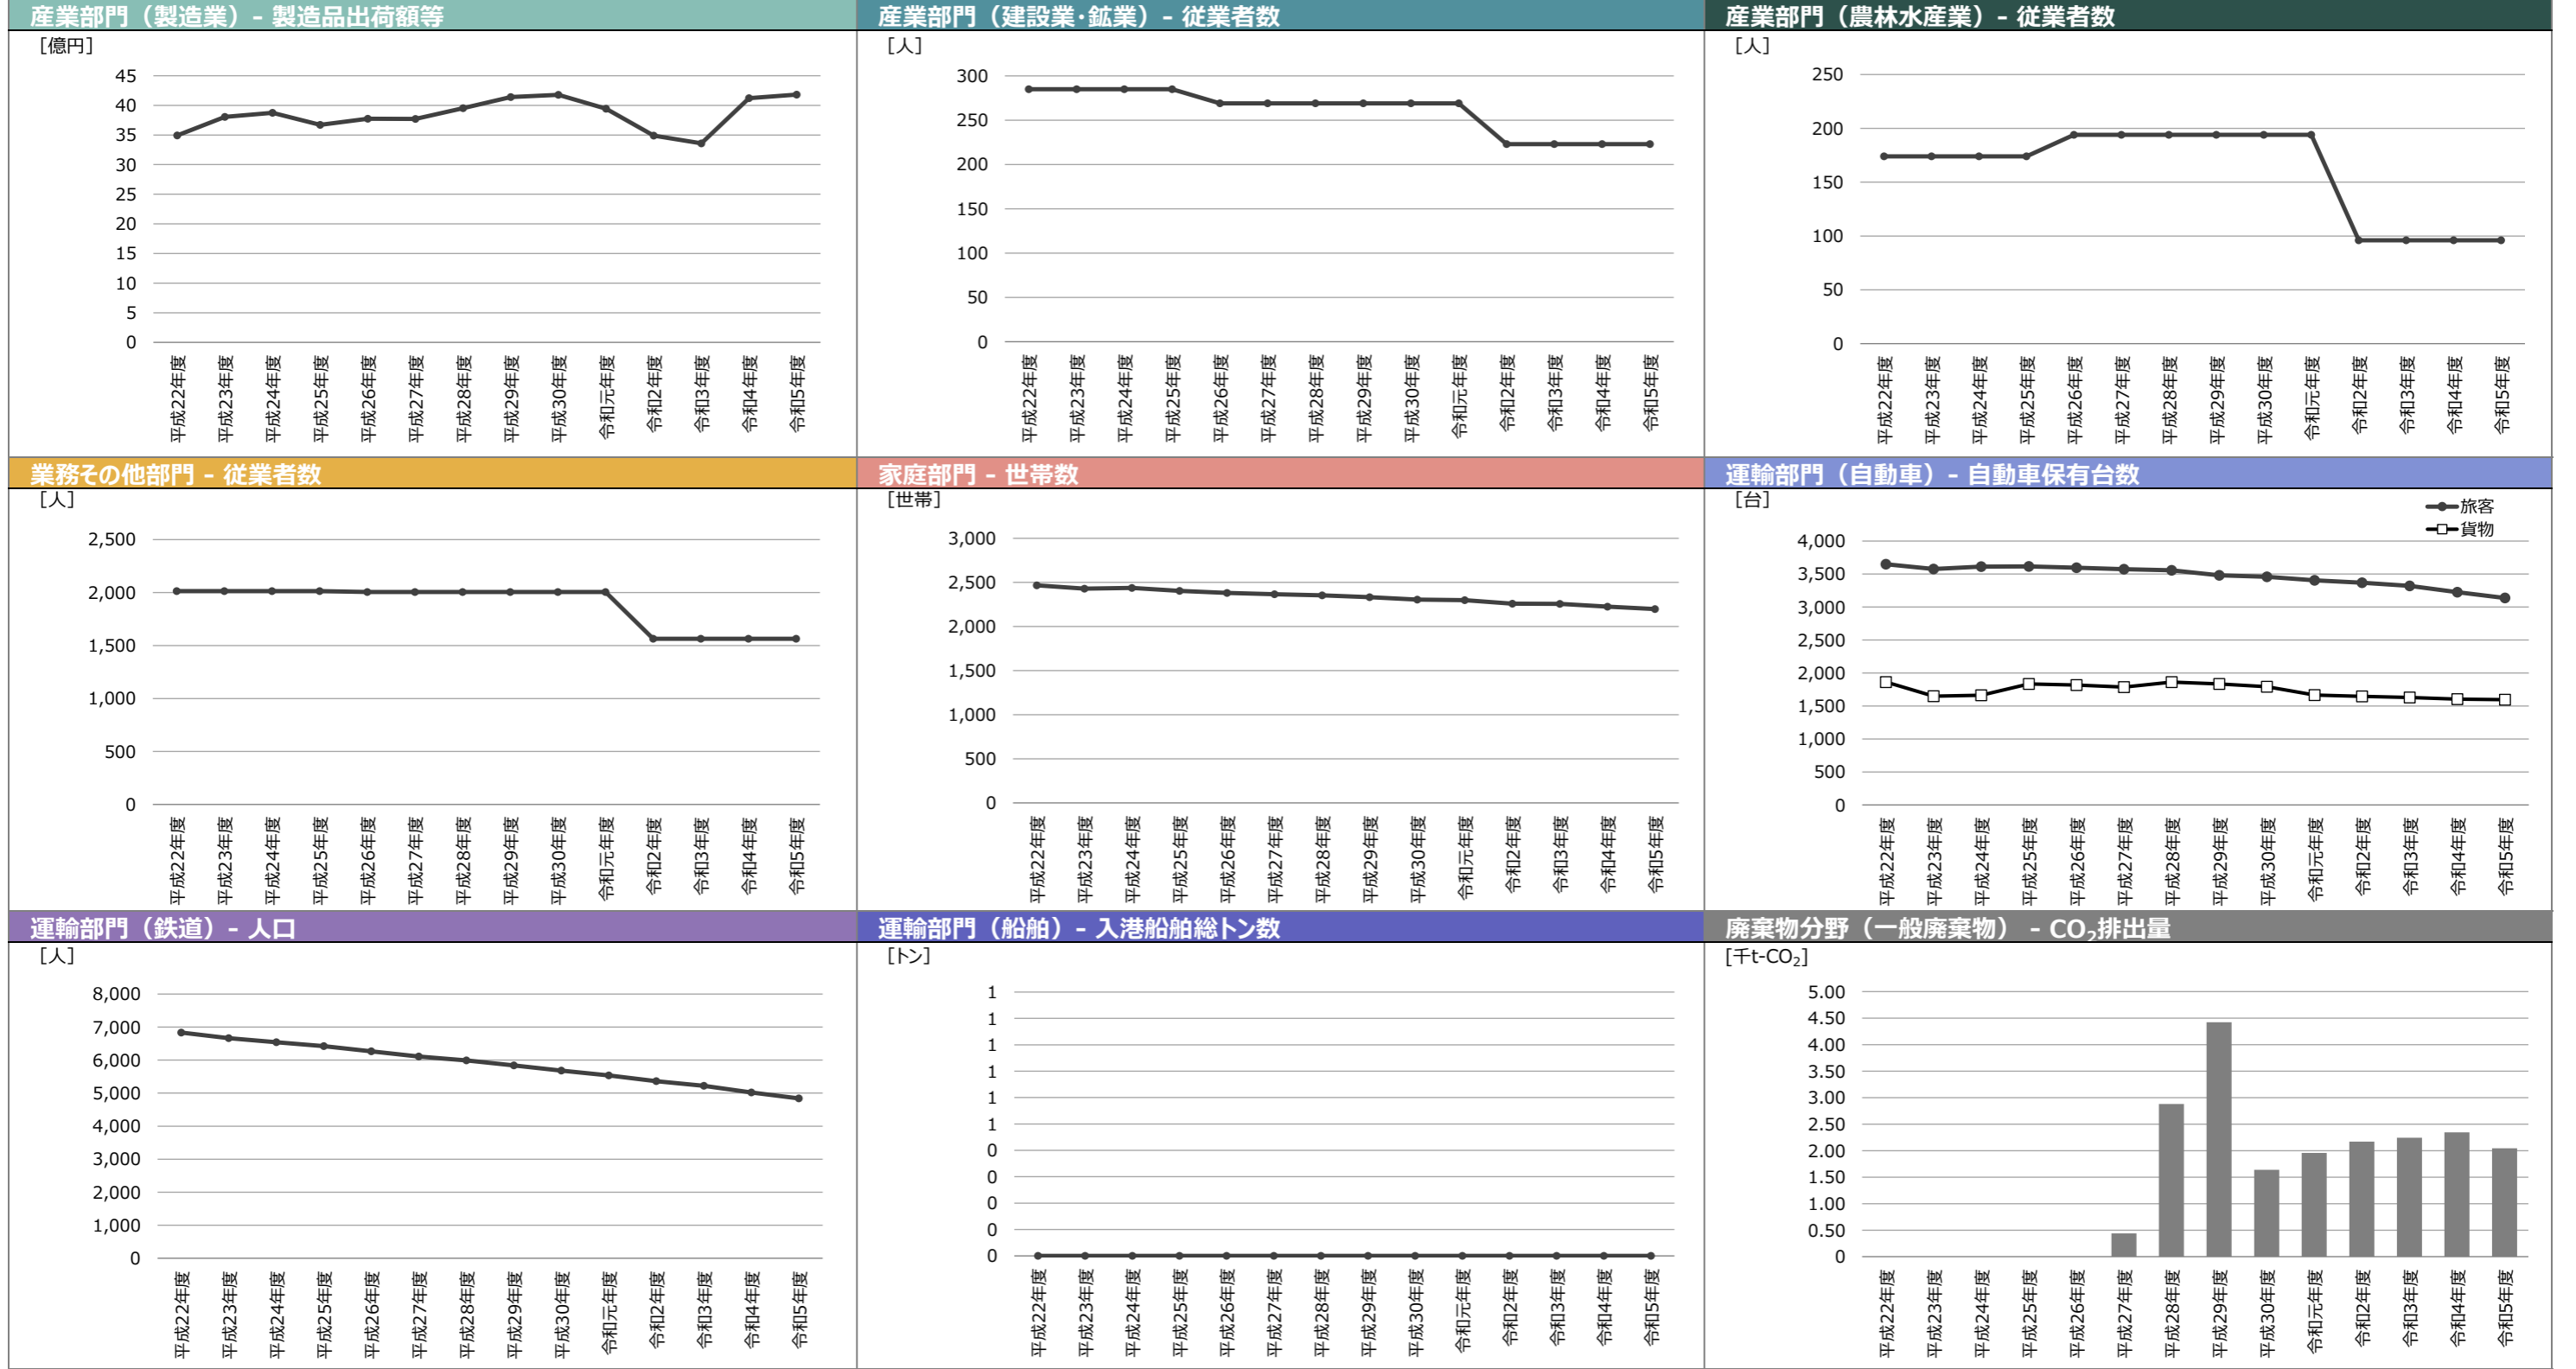 産業部門（製造業）- 製造品出荷額等
[億円]
45
40
35
30
25
20
15
10
5
0
平成22年度
平成23年度
平成24年度
平成25年度
平成26年度
平成27年度
平成28年度
平成29年度
平成30年度
令和元年度
令和2年度
令和3年度
令和4年度
令和5年度
産業部門（建設業・鉱業）- 従業者数
[人]
300
250
200
150
100
50
0
平成22年度
平成23年度
平成24年度
平成25年度
平成26年度
平成27年度
平成28年度
平成29年度
平成30年度
令和元年度
令和2年度
令和3年度
令和4年度
令和5年度
産業部門（農林水産業）- 従業者数
[人]
250
200
150
100
50
0
平成22年度
平成23年度
平成24年度
平成25年度
平成26年度
平成27年度
平成28年度
平成29年度
平成30年度
令和元年度
令和2年度
令和3年度
令和4年度
令和5年度
業務その他部門 - 従業者数
[人]
2,500
2,000
1,500
1,000
500
0
平成22年度
平成23年度
平成24年度
平成25年度
平成26年度
平成27年度
平成28年度
平成29年度
平成30年度
令和元年度
令和2年度
令和3年度
令和4年度
令和5年度
家庭部門 - 世帯数
[世帯]
3,000
2,500
2,000
1,500
1,000
500
0
平成22年度
平成23年度
平成24年度
平成25年度
平成26年度
平成27年度
平成28年度
平成29年度
平成30年度
令和元年度
令和2年度
令和3年度
令和4年度
令和5年度
運輸部門（自動車）- 自動車保有台数
[台]
旅客
貨物
4,000
3,500
3,000
2,500
2,000
1,500
1,000
500
0
平成22年度
平成23年度
平成24年度
平成25年度
平成26年度
平成27年度
平成28年度
平成29年度
平成30年度
令和元年度
令和2年度
令和3年度
令和4年度
令和5年度
運輸部門（鉄道）- 人口
[人]
8,000
7,000
6,000
5,000
4,000
3,000
2,000
1,000
0
平成22年度
平成23年度
平成24年度
平成25年度
平成26年度
平成27年度
平成28年度
平成29年度
平成30年度
令和元年度
令和2年度
令和3年度
令和4年度
令和5年度
運輸部門（船舶）- 入港船舶総トン数
[トン]
1
1
1
1
1
1
0
0
0
0
0
平成22年度
平成23年度
平成24年度
平成25年度
平成26年度
平成27年度
平成28年度
平成29年度
平成30年度
令和元年度
令和2年度
令和3年度
令和4年度
令和5年度
廃棄物分野（一般廃棄物） - CO₂排出量
[千t-CO₂]
5.00
4.50
4.00
3.50
3.00
2.50
2.00
1.50
1.00
0.50
0
平成22年度
平成23年度
平成24年度
平成25年度
平成26年度
平成27年度
平成28年度
平成29年度
平成30年度
令和元年度
令和2年度
令和3年度
令和4年度
令和5年度